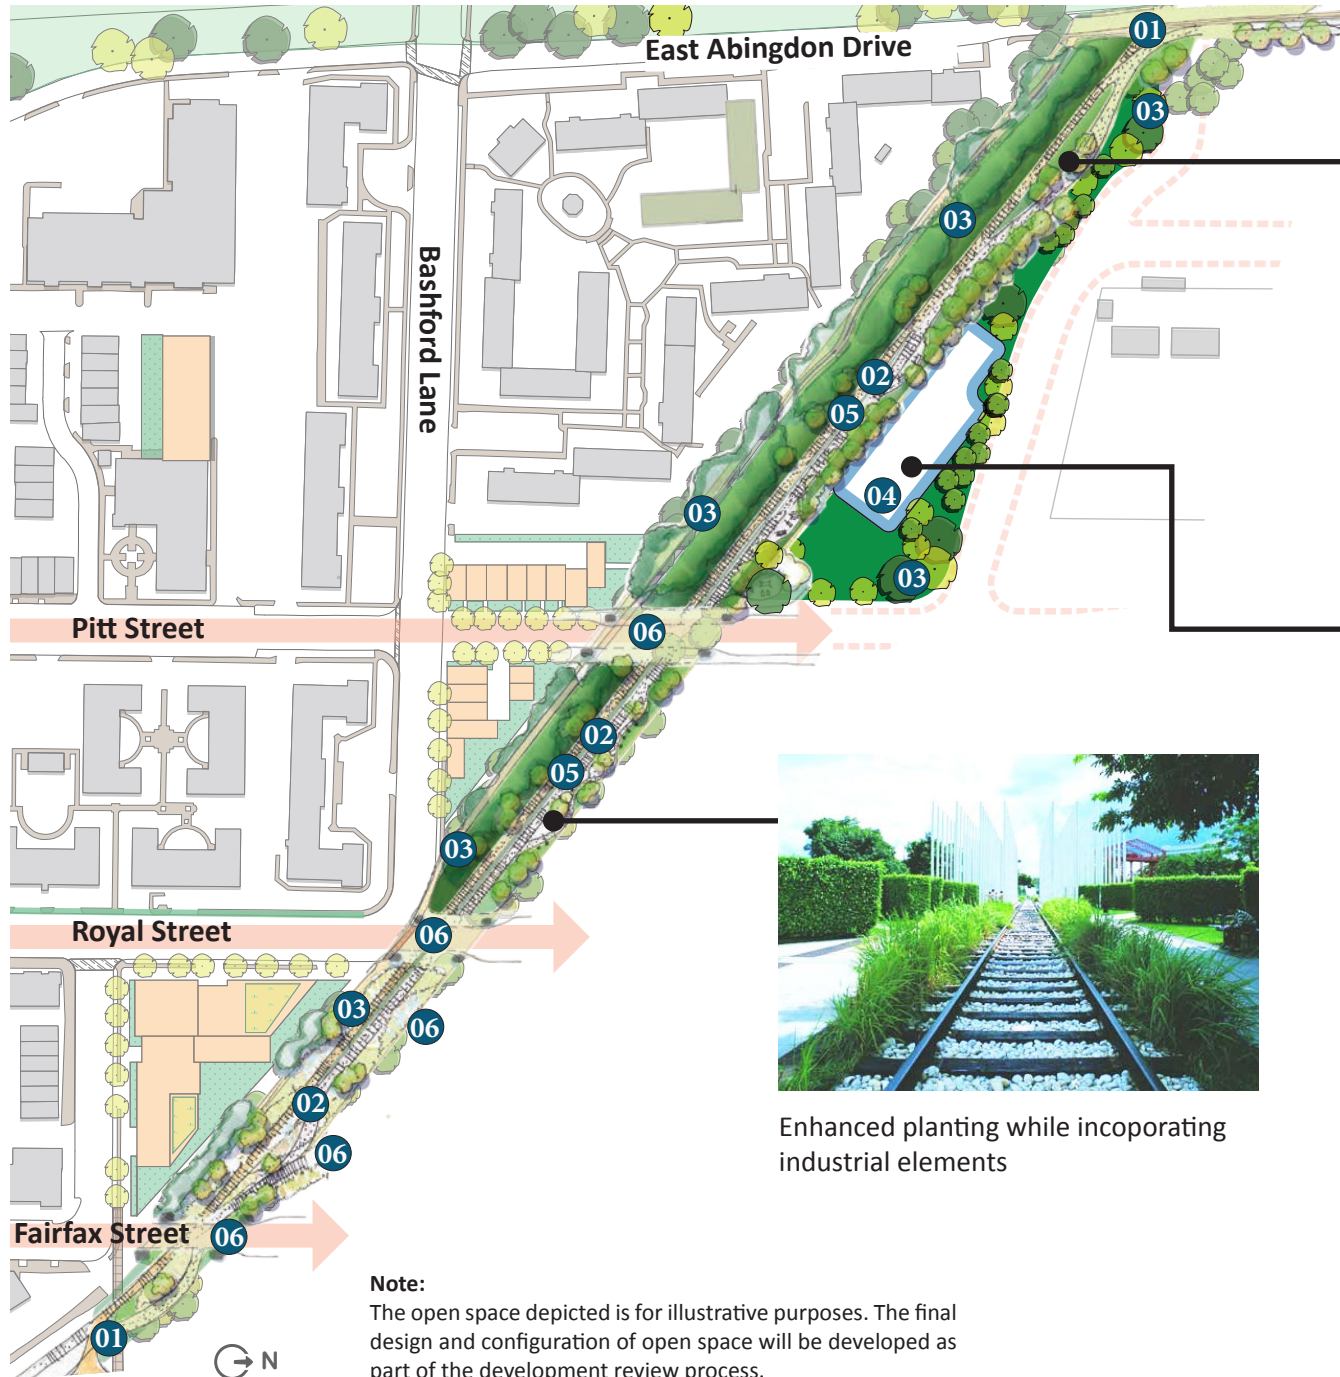 01
East Abingdon Drive
03
03
Bashford Lane
02
05
04
03
03
Pitt Street
06
02
05
03
Royal Street
06
03
06
02
06
Enhanced planting while incoporating
industrial elements
Fairfax Street
06
Note:
The open space depicted is for illustrative purposes. The final
design and configuration of open space will be developed as
part of the development review process.
01
N